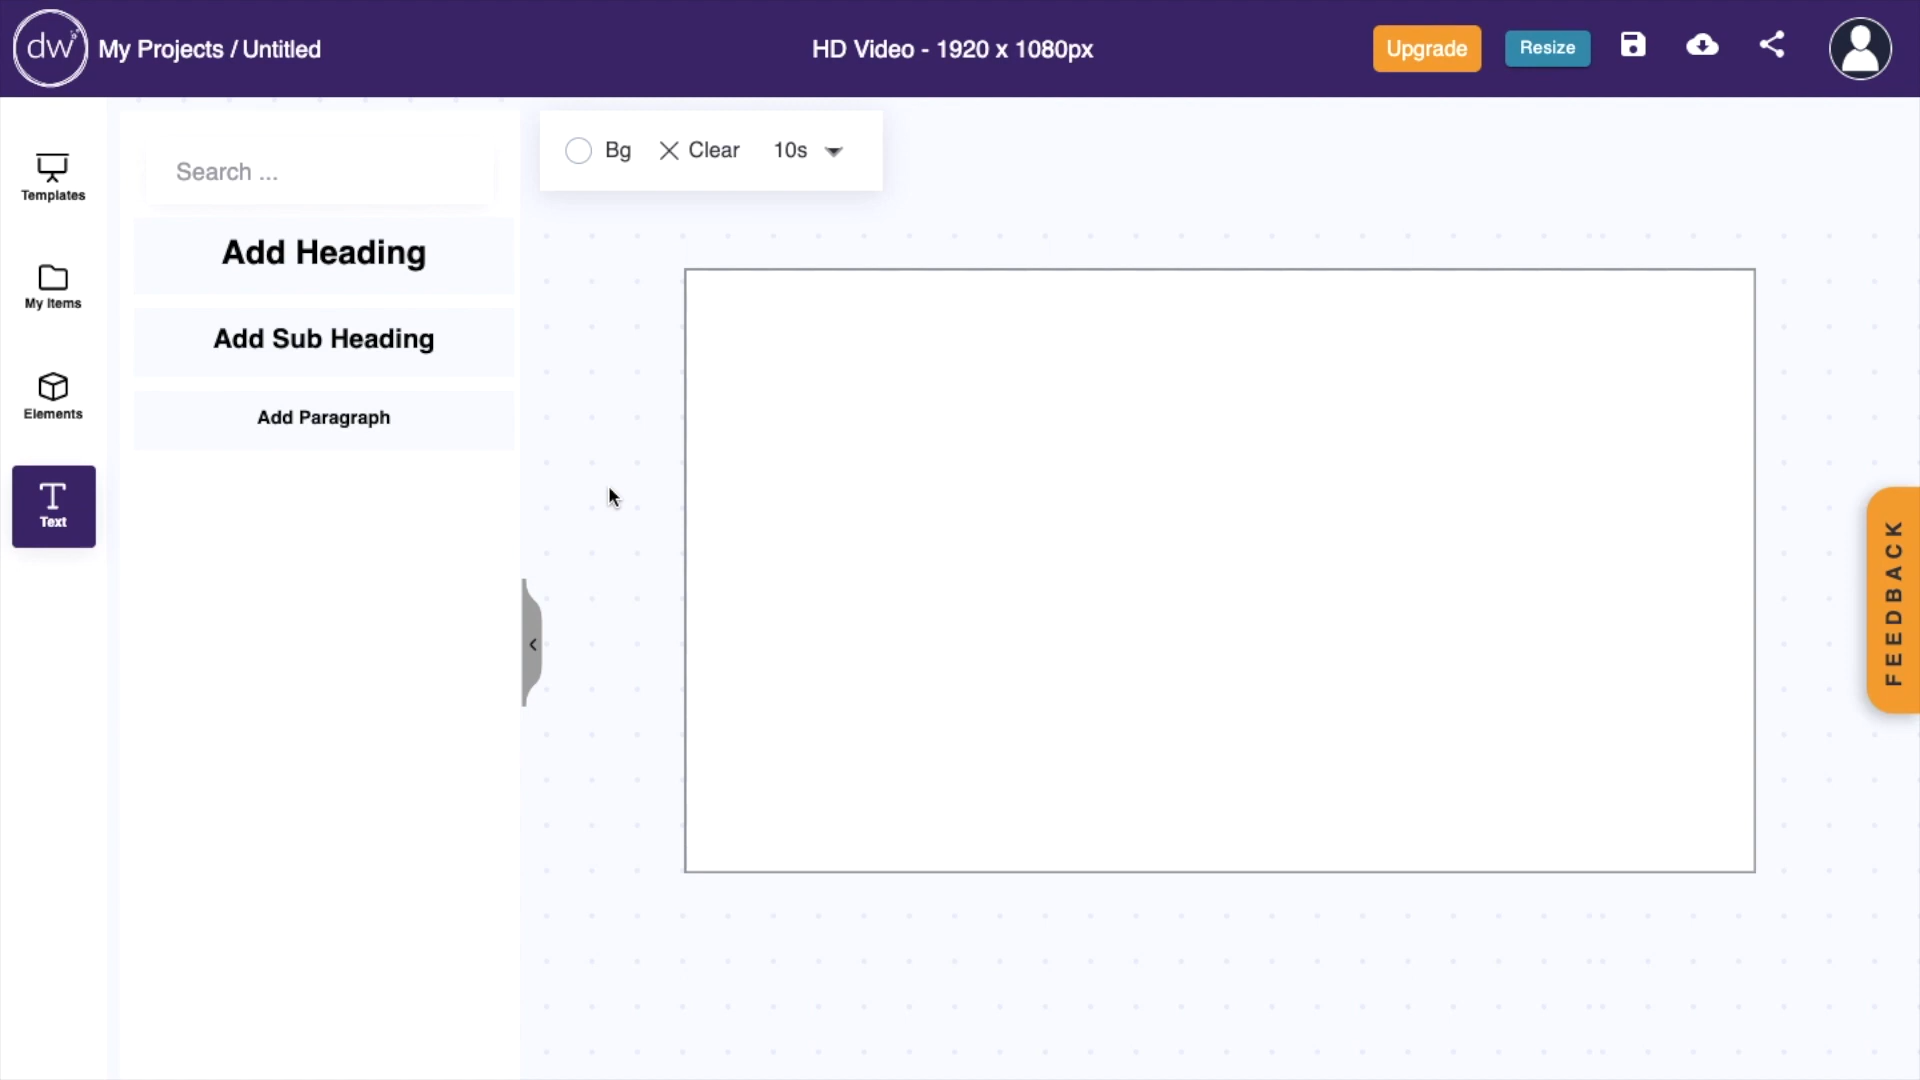 dw My Projects / Untitled
HD Video - 1920 x 1080px
Upgrade
Resize
Templates
My Items
Elements
Text
Search ...
Add Heading
Add Sub Heading
Add Paragraph
Bg
Clear
10s
FEEDBACK